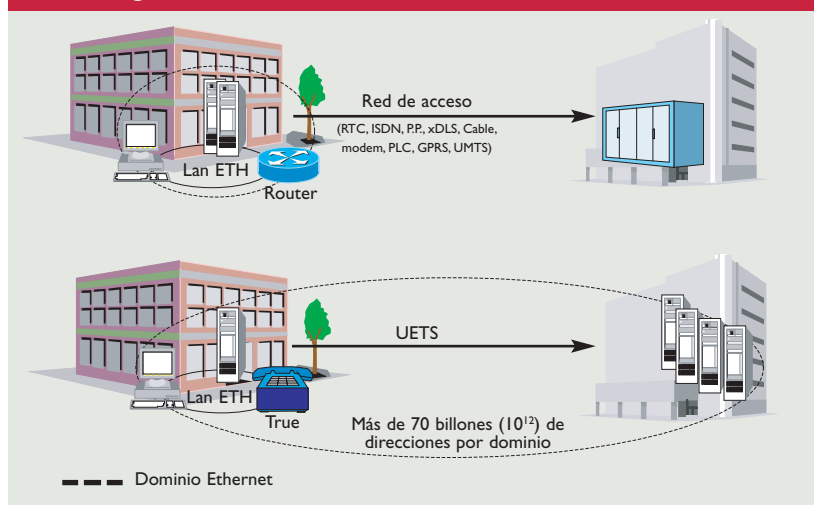 Red de acceso
(RTC, ISDN, P.P., xDLS, Cable,
modem, PLC, GPRS, UMTS)
Lan ETH
Router
UETS
Lan ETH
True
Más de 70 billones (10¹²) de
direcciones por dominio
Dominio Ethernet